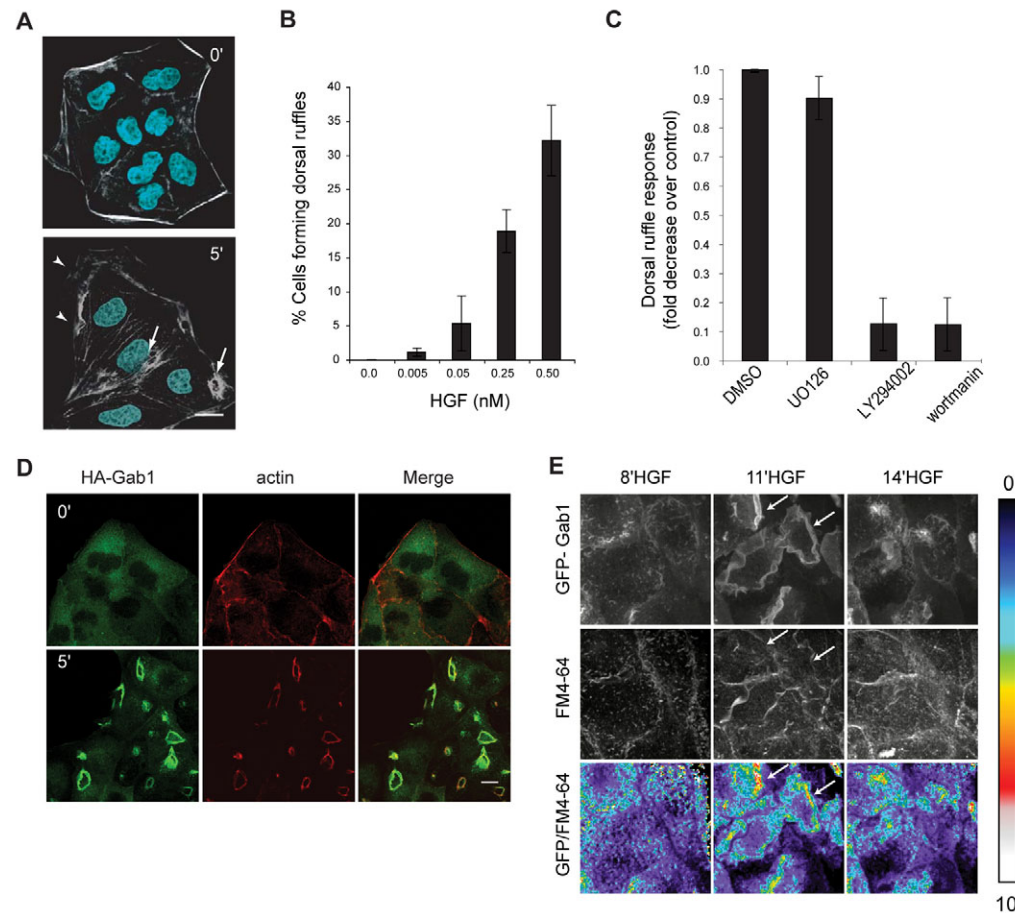 A
0'
5'
B
% Cells forming dorsal ruffles
40
35
30
25
20
15
10
5
0
0.0 0.005 0.05 0.25 0.50
HGF (nM)
C
Dorsal ruffle response
(fold decrease over control)
1.0
0.9
0.8
0.7
0.6
0.5
0.4
0.3
0.2
0.1
0.0
DMSO
UO126
LY294002
wortmanin
D
HA-Gab1 actin Merge
0'
5'
E
8'HGF 11'HGF 14'HGF
GFP- Gab1
FM4-64
GFP/FM4-64
0
10